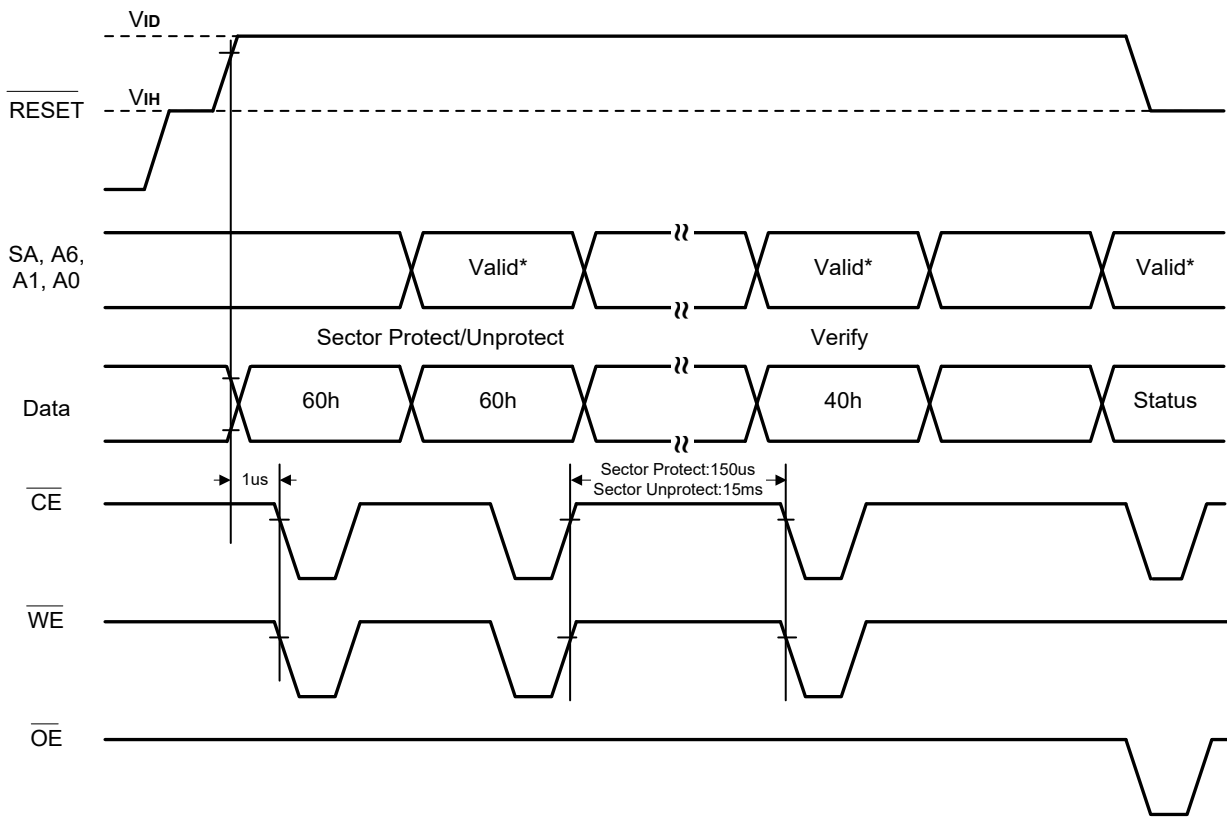 VID
RESET
VIH
SA, A6,
A1, A0
Valid*
Valid*
Valid*
Sector Protect/Unprotect
Verify
Data
60h
60h
40h
Status
1us
Sector Protect:150us
Sector Unprotect:15ms
CE
WE
OE